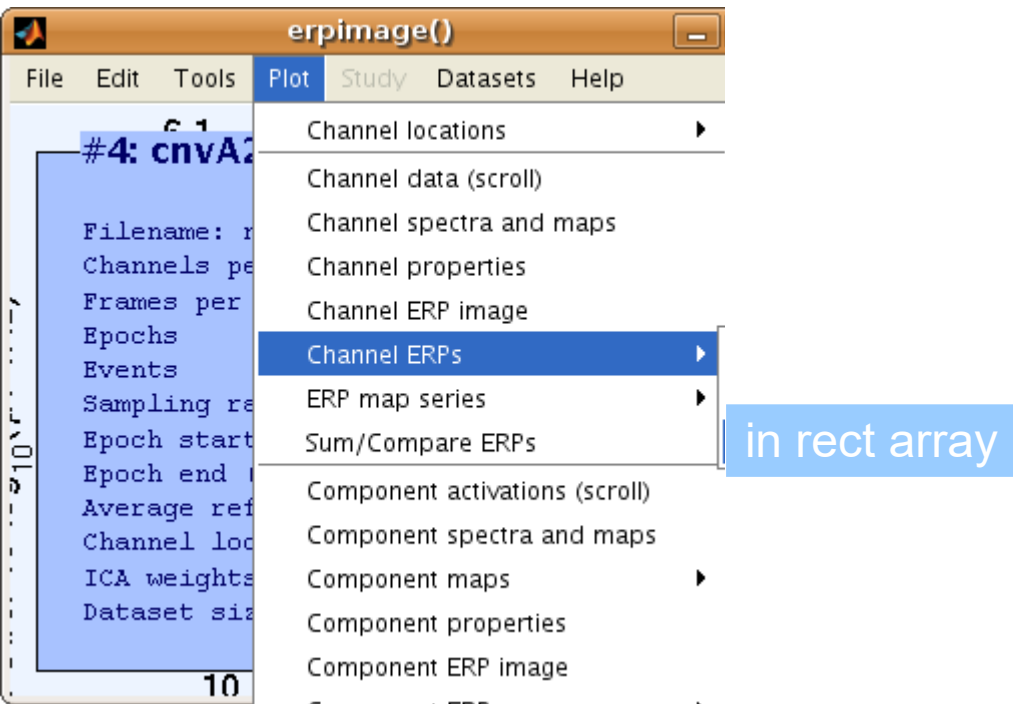 erpimage()
File Edit Tools Plot Study Datasets Help
6.1
#4: cnvA2
Filename:
Channels pe
Frames per
Epochs
Events
Sampling ra
Epoch start
Epoch end
Average ref
Channel loc
ICA weights
Dataset siz
10
Channel locations
Channel data (scroll)
Channel spectra and maps
Channel properties
Channel ERP image
Channel ERPs
ERP map series
Sum/Compare ERPs
in rect array
Component activations (scroll)
Component spectra and maps
Component maps
Component properties
Component ERP image